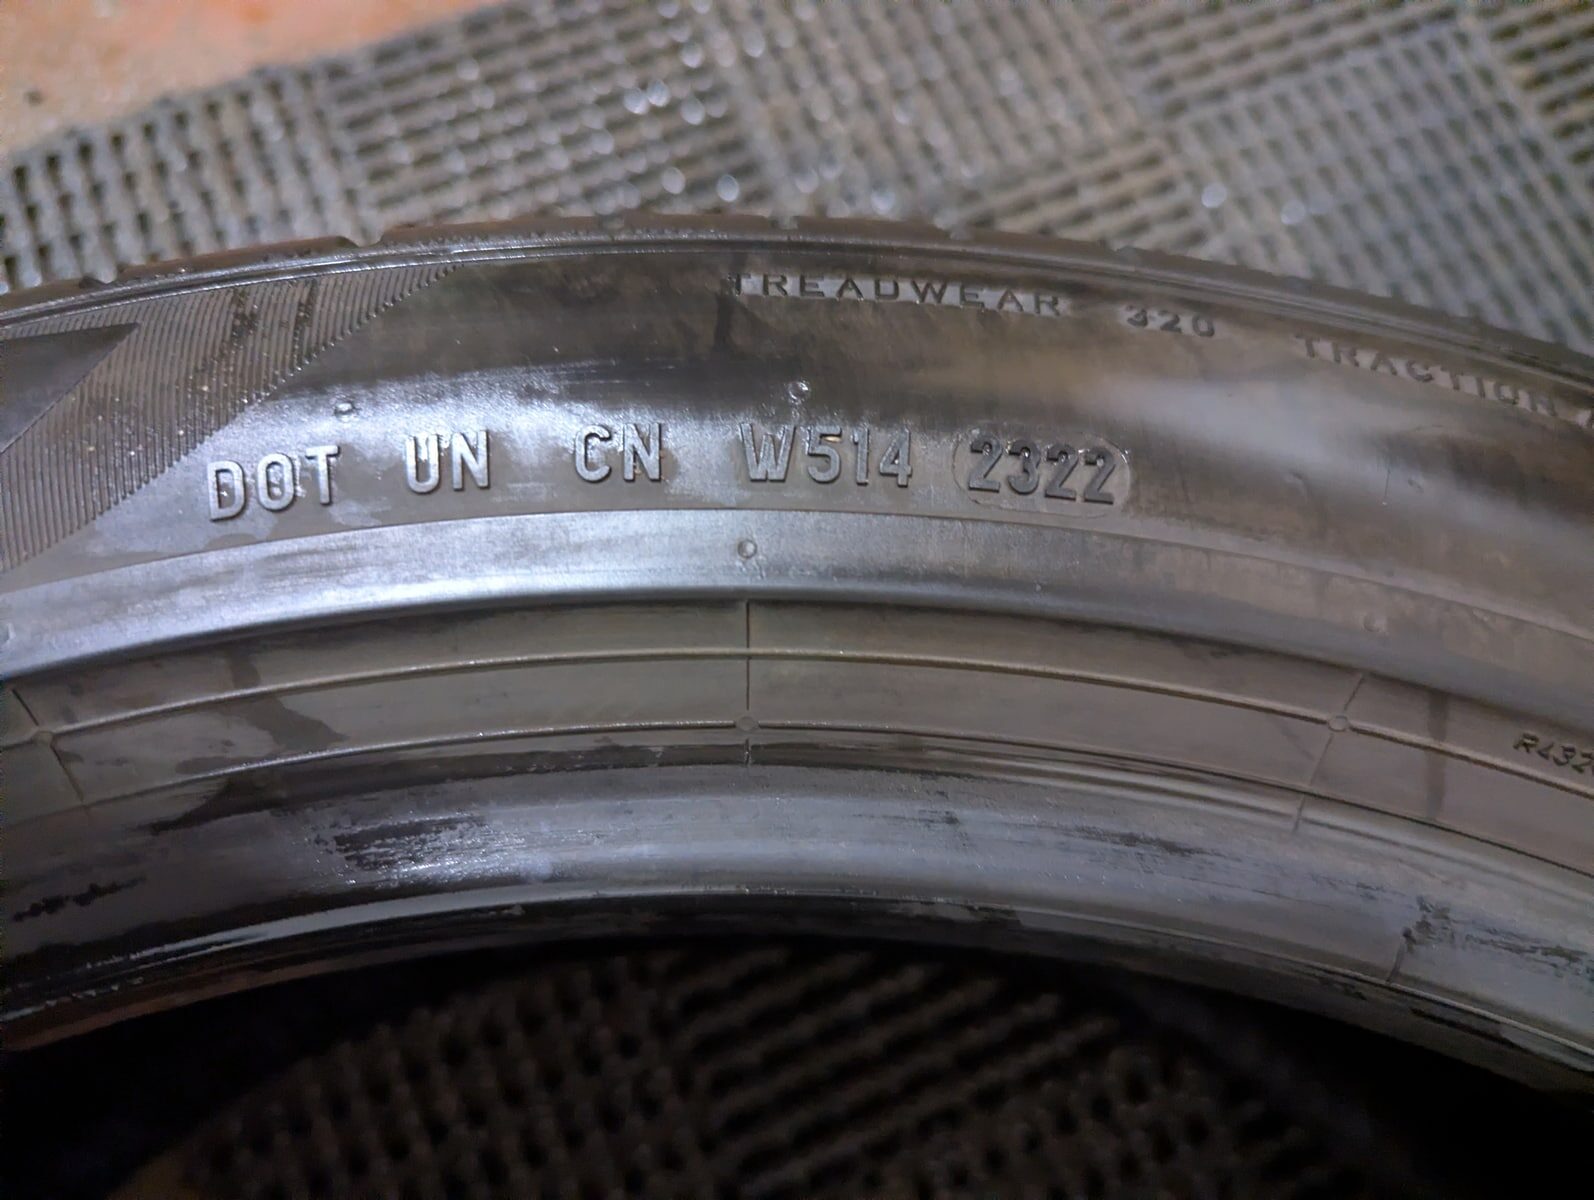 TREADWEAR 320 TRACTION
DOT UN CN W514 2322